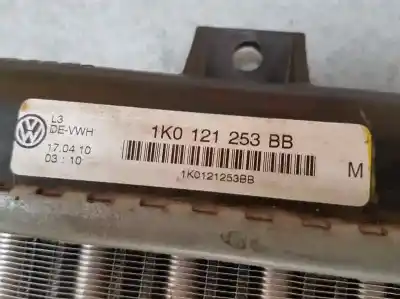 L3
DE-VWH
17.04.10
03:10
1K0 121 253 BB
1K0121253BB
M